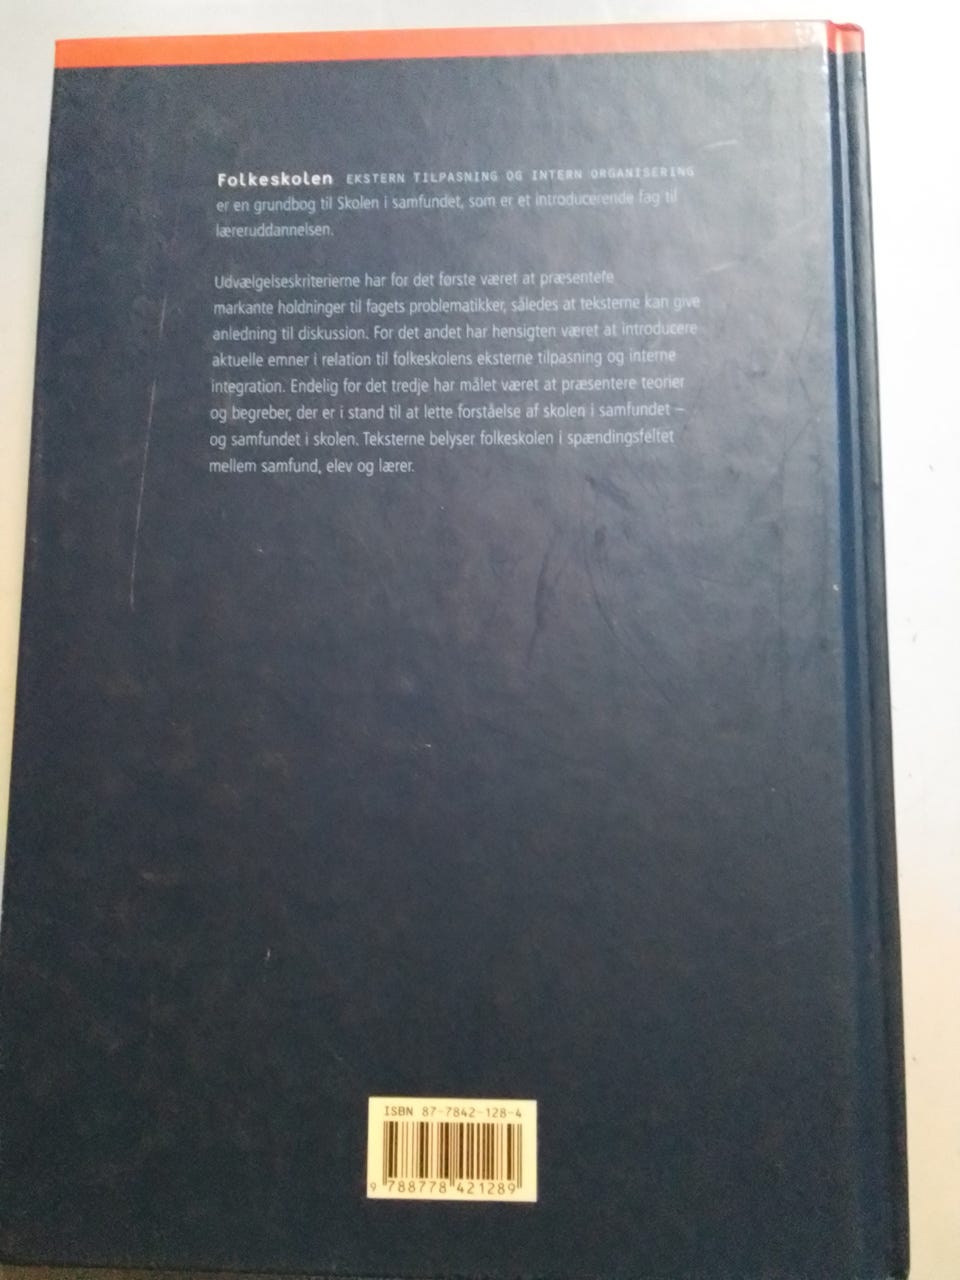 Folkeskolen EKSTERN TILPASNING OG INTERN ORGANISERING
er en grundbog til Skolen i samfundet, som er et introducerende fag til
læreruddannelsen.
Udvælgelseskriterierne har for det første været at præsentere
markante holdninger til fagets problematikker, således at teksterne kan give
anledning til diskussion. For det andet har hensigten været at introducere
aktuelle emner i relation til folkeskolens eksterne tilpasning og interne
integration. Endelig for det tredje har målet været at præsentere teorier
og begreber, der er i stand til at lette forståelse af skolen i samfundet –
og samfundet i skolen. Teksterne belyser folkeskolen i spændingsfeltet
mellem samfund, elev og lærer.
ISBN 87-7842-128-4
9 788778 421289